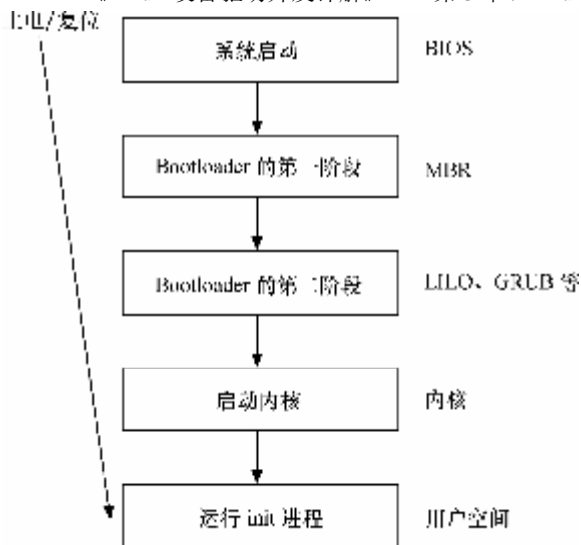 上电/复位
系统启动
BIOS
Bootloader 的第一阶段
MBR
Bootloader 的第二阶段
LILO、GRUB 等
启动内核
内核
运行 init 进程
用户空间